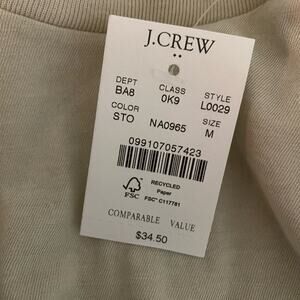 J.CREW
DEPT CLASS STYLE
BA8 0K9 L0029
COLOR SIZE
STO NA0965 M
099107057423
RECYCLED
Paper
FSC FSC® C117781
COMPARABLE VALUE
$34.50